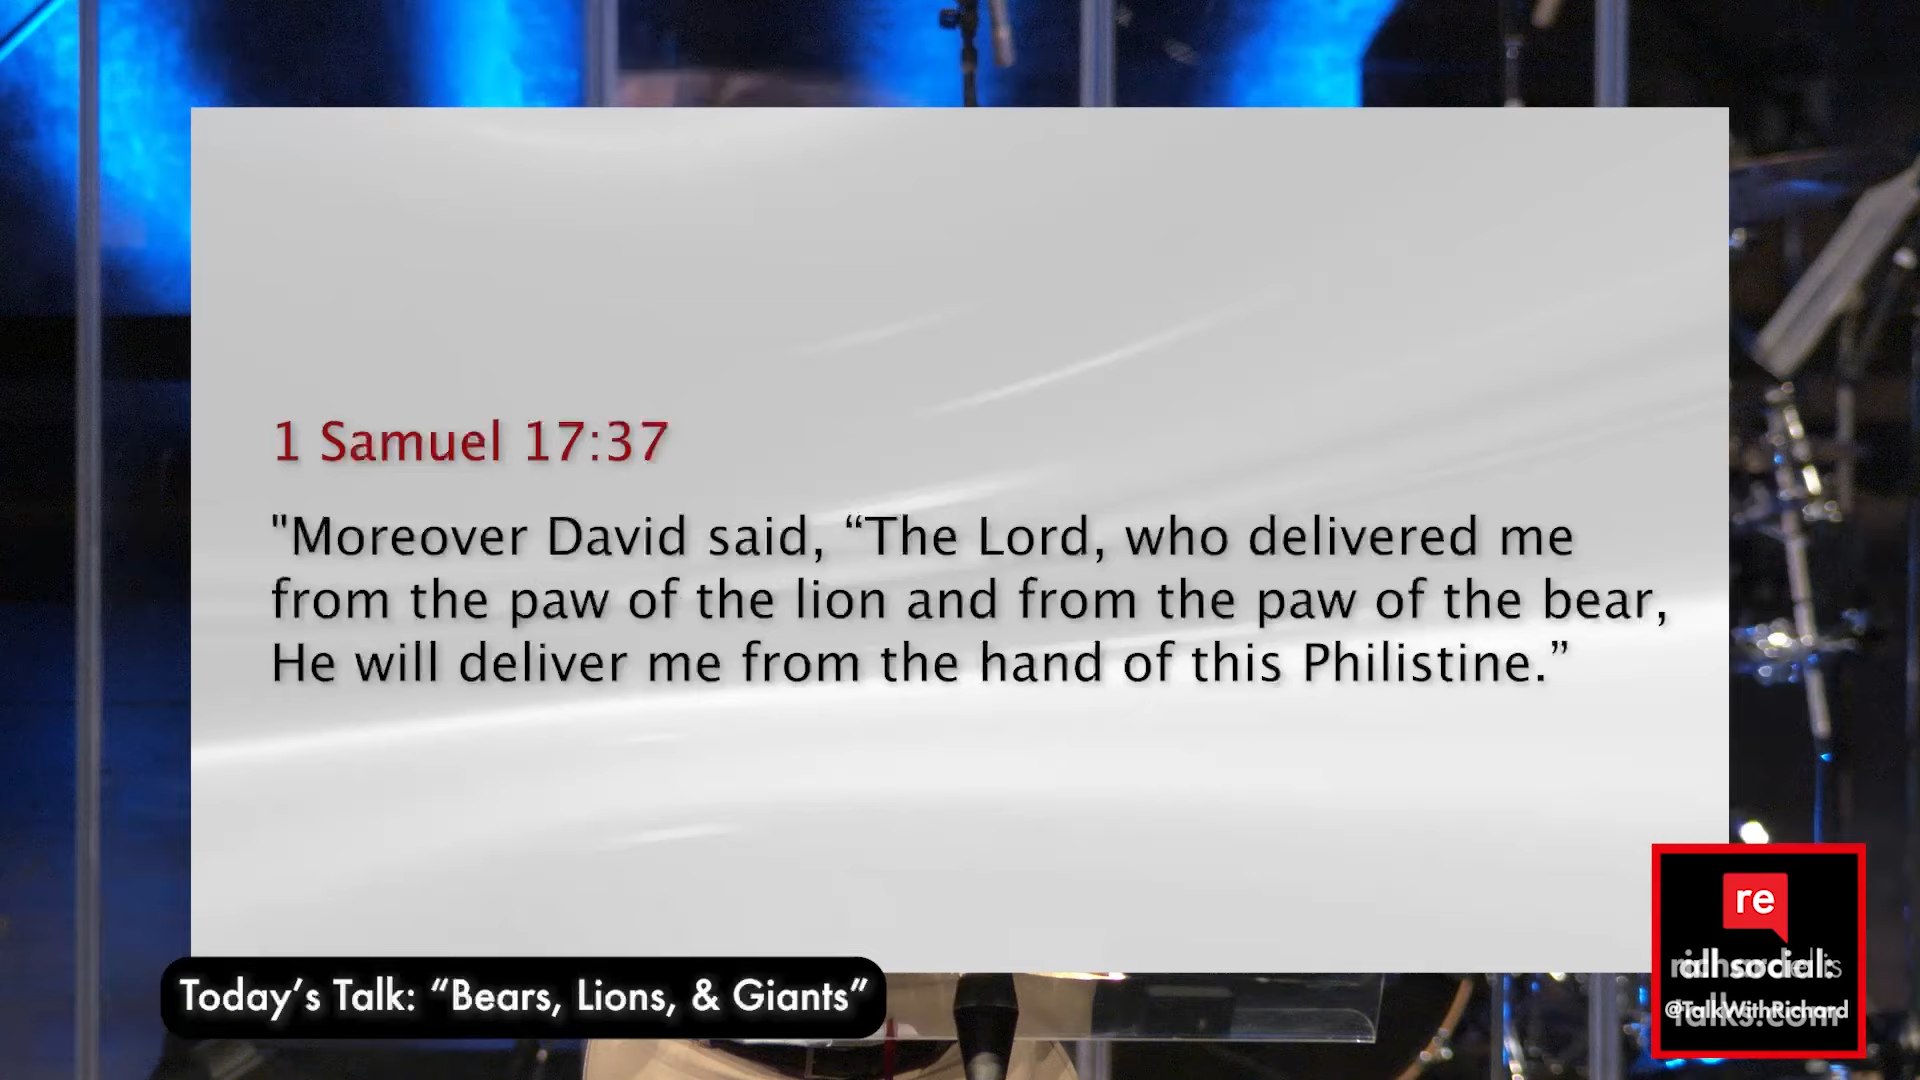 1 Samuel 17:37
"Moreover David said, “The Lord, who delivered me
from the paw of the lion and from the paw of the bear,
He will deliver me from the hand of this Philistine.”
Today’s Talk: “Bears, Lions, & Giants”
re
@TalkWithRichard